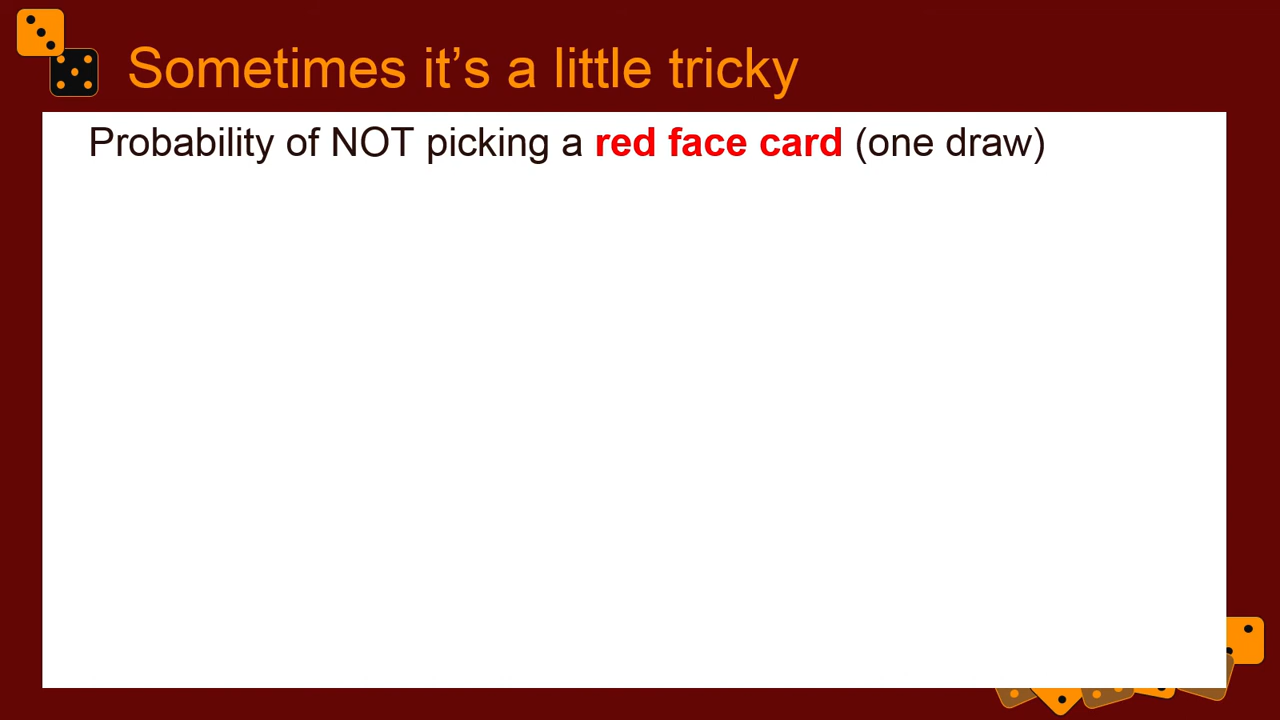 Sometimes it’s a little tricky
Probability of NOT picking a red face card (one draw)